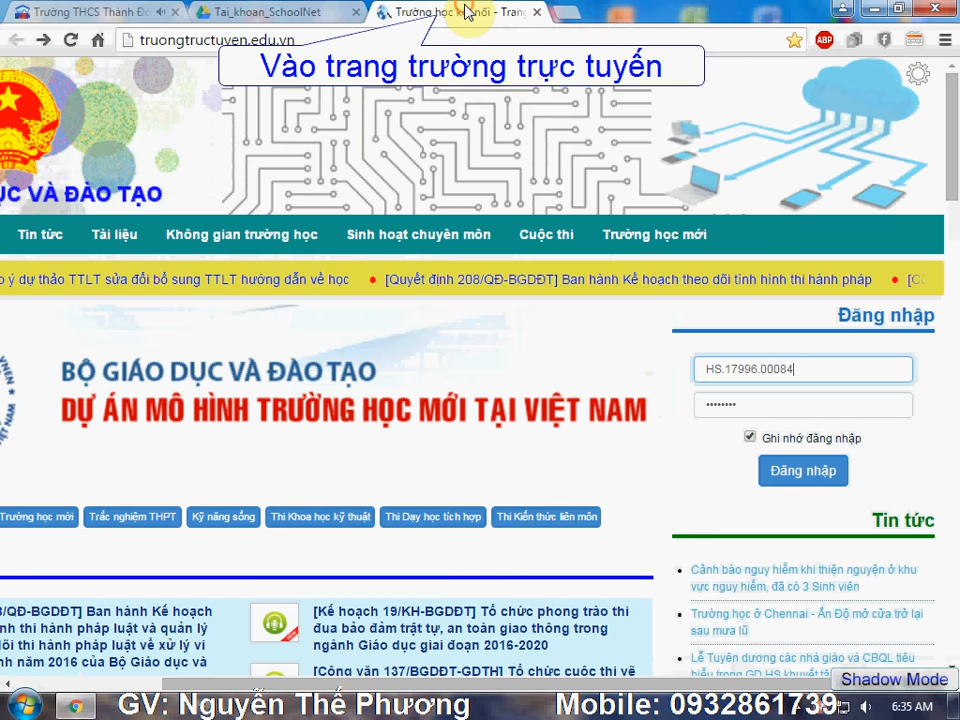 Trường THCS Thành Đ
Tai_khoan_SchoolNet
Trường học kết nối - Trang
truongtructuyen.edu.vn
ABP
Vào trang trường trực tuyến
ỤC VÀ ĐÀO TẠO
Tin tức Tài liệu Không gian trường học Sinh hoạt chuyên môn Cuộc thi Trường học mới
o ý dự thảo TTLT sửa đổi bổ sung TTLT hướng dẫn về học • [Quyết định 208/QĐ-BGDĐT] Ban hành Kế hoạch theo dõi tình hình thi hành pháp • [C
Đăng nhập
HS.17996.00084
••••••••
Ghi nhớ đăng nhập
Đăng nhập
VNEN
T NAM
BỘ GIÁO DỤC VÀ ĐÀO TẠO
DỰ ÁN MÔ HÌNH TRƯỜNG HỌC MỚI TẠI VIỆT NAM
Trường học mới Trắc nghiệm THPT Kỹ năng sống Thi Khoa học kỹ thuật Thi Dạy học tích hợp Thi Kiến thức liên môn
Tin tức
Cảnh báo nguy hiểm khi thiện nguyện ở khu
vực nguy hiểm, đã có 3 Sinh viên
Trường học ở Chennai - Ấn Độ mở cửa trở lại
sau mưa lũ
Lễ Tuyên dương các nhà giáo và CBQL tiêu
biểu trong GD HS khuyết tậ
8/QĐ-BGDĐT] Ban hành Kế hoạch
nh thi hành pháp luật và quản lý
dõi thi hành pháp luật về xử lý vi
nh năm 2016 của Bộ Giáo dục và
[Kế hoạch 19/KH-BGDĐT] Tổ chức phong trào thi
đua bảo đảm trật tự, an toàn giao thông trong
ngành Giáo dục giai đoạn 2016-2020
[Công văn 137/BGDĐT-GDTH] Tổ chức cuộc thi vẽ
Shadow Mode
GV: Nguyễn Thế Phương Mobile: 0932861739
6:35 AM